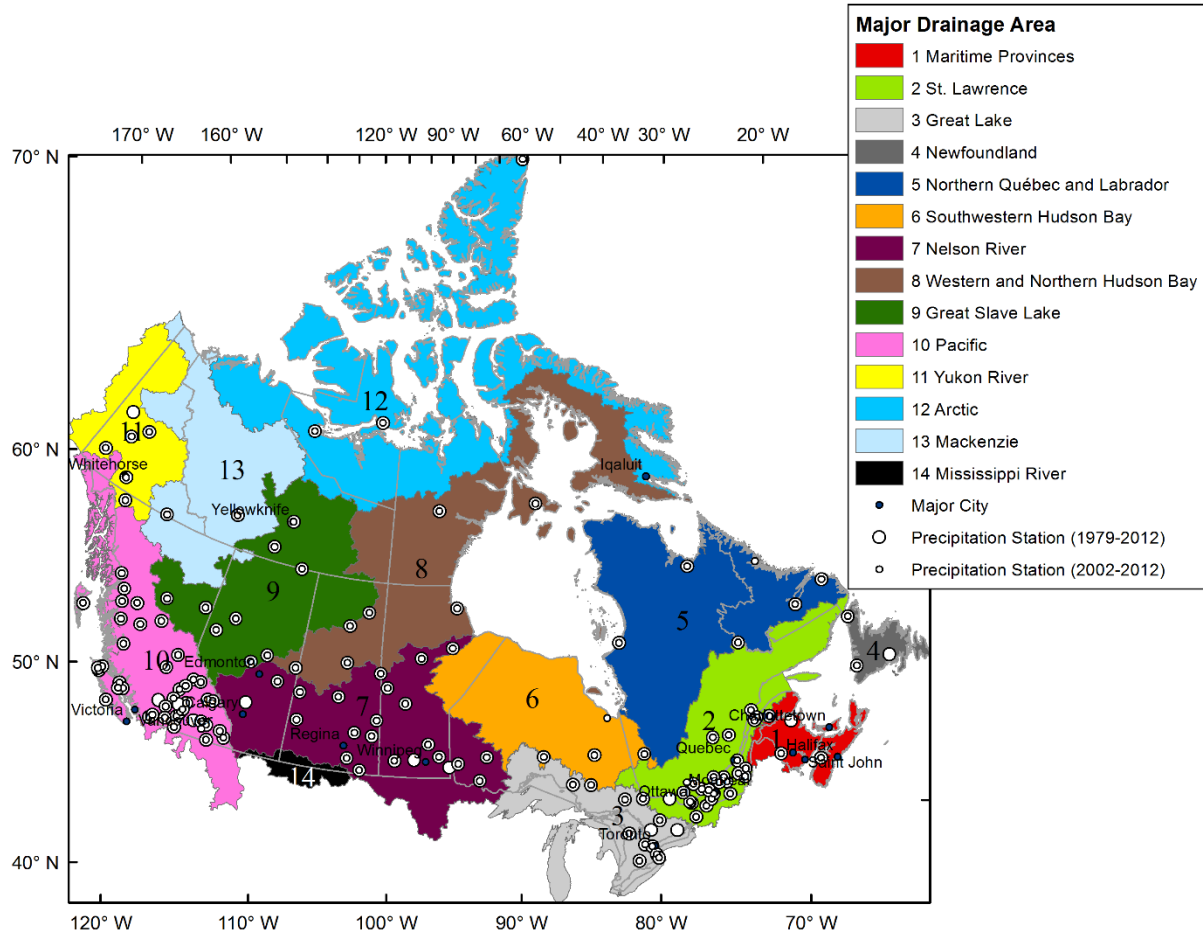 Major Drainage Area
1 Maritime Provinces
2 St. Lawrence
3 Great Lake
4 Newfoundland
5 Northern Québec and Labrador
6 Southwestern Hudson Bay
7 Nelson River
8 Western and Northern Hudson Bay
9 Great Slave Lake
10 Pacific
11 Yukon River
12 Arctic
13 Mackenzie
14 Mississippi River
Major City
Precipitation Station (1979-2012)
Precipitation Station (2002-2012)
170° W 160° W 120° W 90° W 60° W 40° W 30° W 20° W
70° N
12
11
60° N
Whitehorse
13
Iqaluit
Yellowknife
8
9
5
50° N
10
Edmonton
4
6
Calgary
Victoria
Vancouver
7
2
Charlottetown
Regina
1
Winnipeg
Quebec
Halifax
Saint John
14
Montreal
Ottawa
3
Toronto
40° N
120° W 110° W 100° W 90° W 80° W 70° W